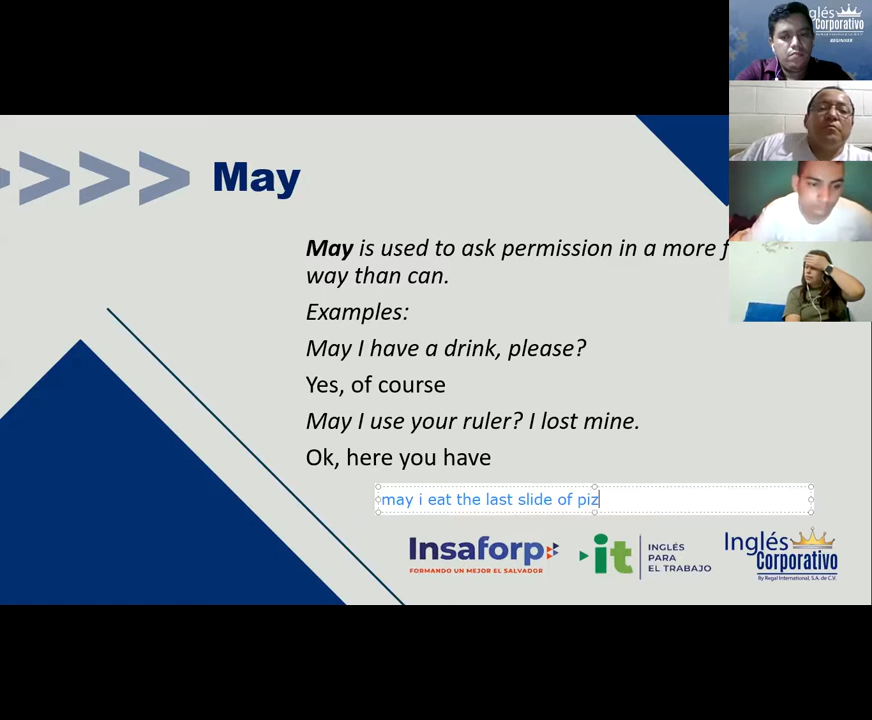 glés
Corporativo
BEGINNER
May
May is used to ask permission in a more f
way than can.
Examples:
May I have a drink, please?
Yes, of course
May I use your ruler? I lost mine.
Ok, here you have
may i eat the last slide of piz
Insaforp
FORMANDO UN MEJOR EL SALVADOR
it
INGLÉS
PARA
EL TRABAJO
Inglés
Corporativo
By Regal International, S.A. de C.V.